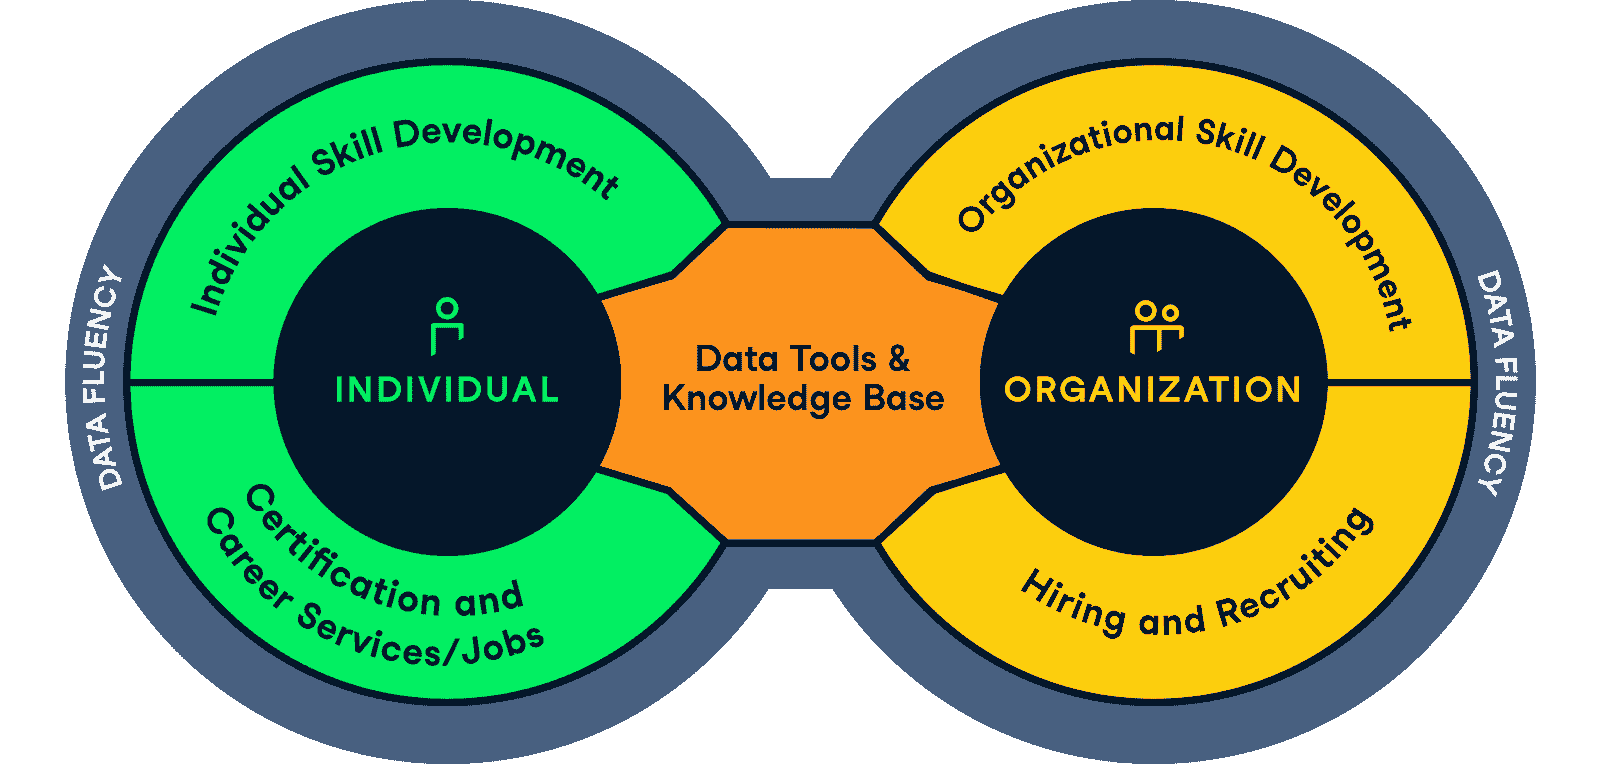 DATA FLUENCY
Individual Skill Development
INDIVIDUAL
Certification and
Career Services/Jobs
Data Tools &
Knowledge Base
Organizational Skill Development
ORGANIZATION
Hiring and Recruiting
DATA FLUENCY